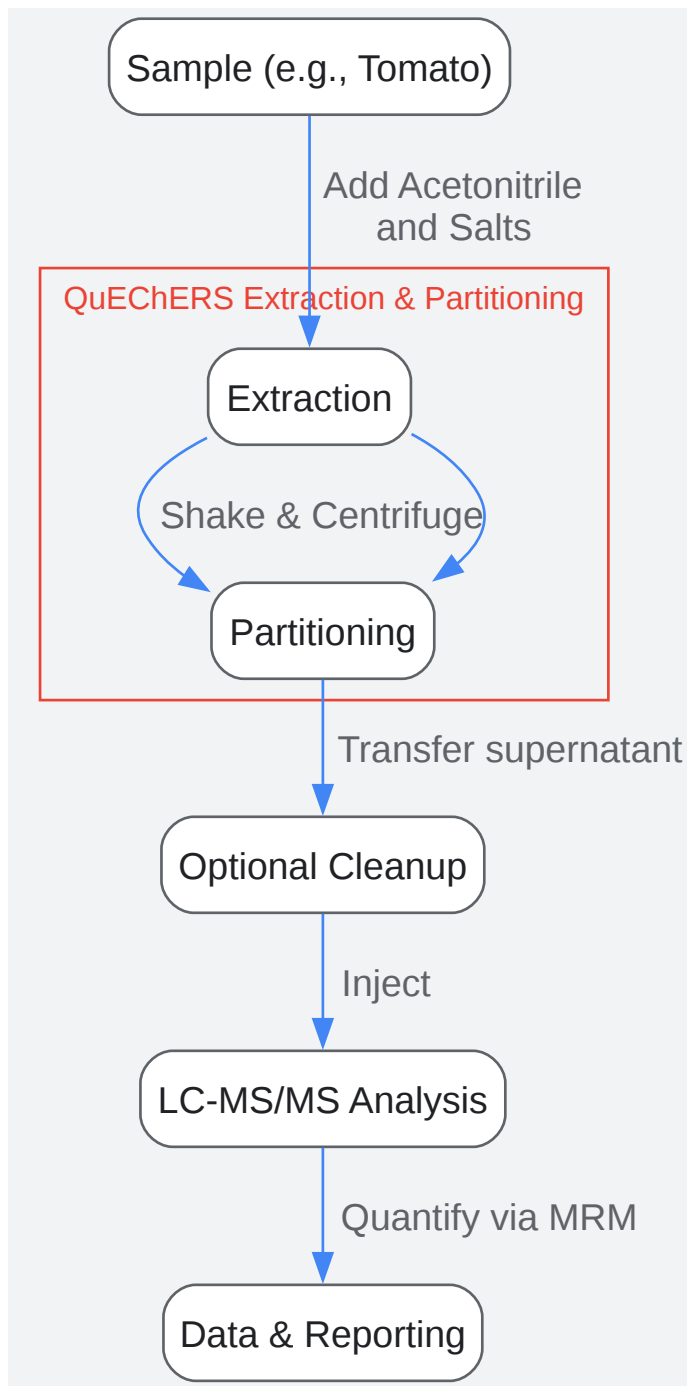 Sample (e.g., Tomato)
Add Acetonitrile
and Salts
QuEChERS Extraction & Partitioning
Extraction
Shake & Centrifuge
Partitioning
Transfer supernatant
Optional Cleanup
Inject
LC-MS/MS Analysis
Quantify via MRM
Data & Reporting